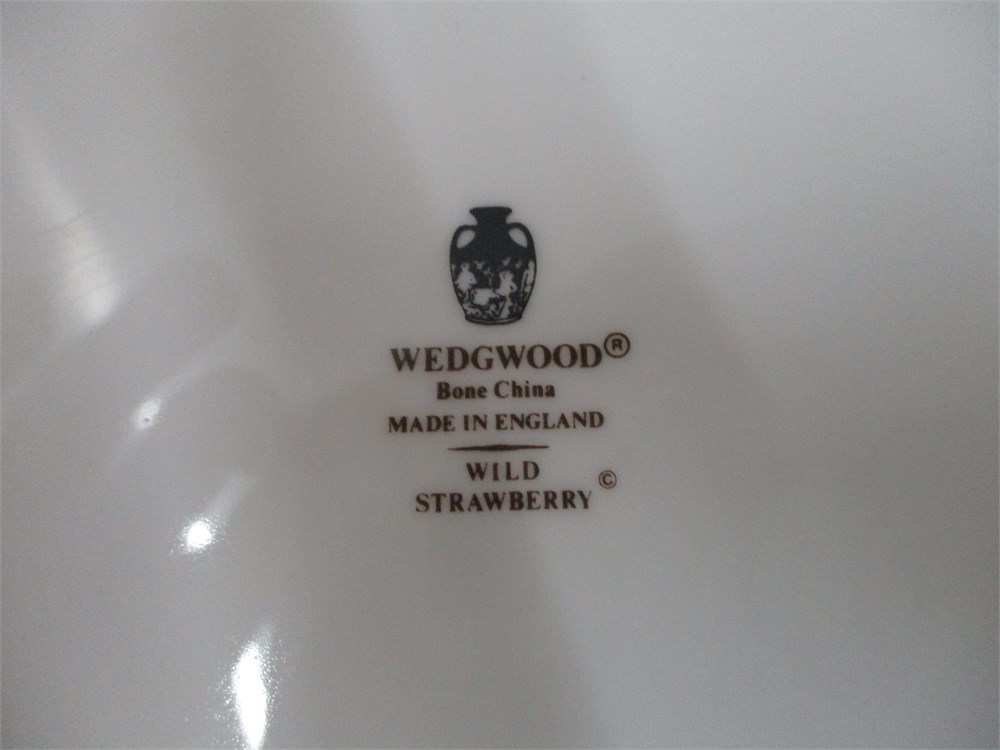 WEDGWOOD®
Bone China
MADE IN ENGLAND
WILD
STRAWBERRY ©